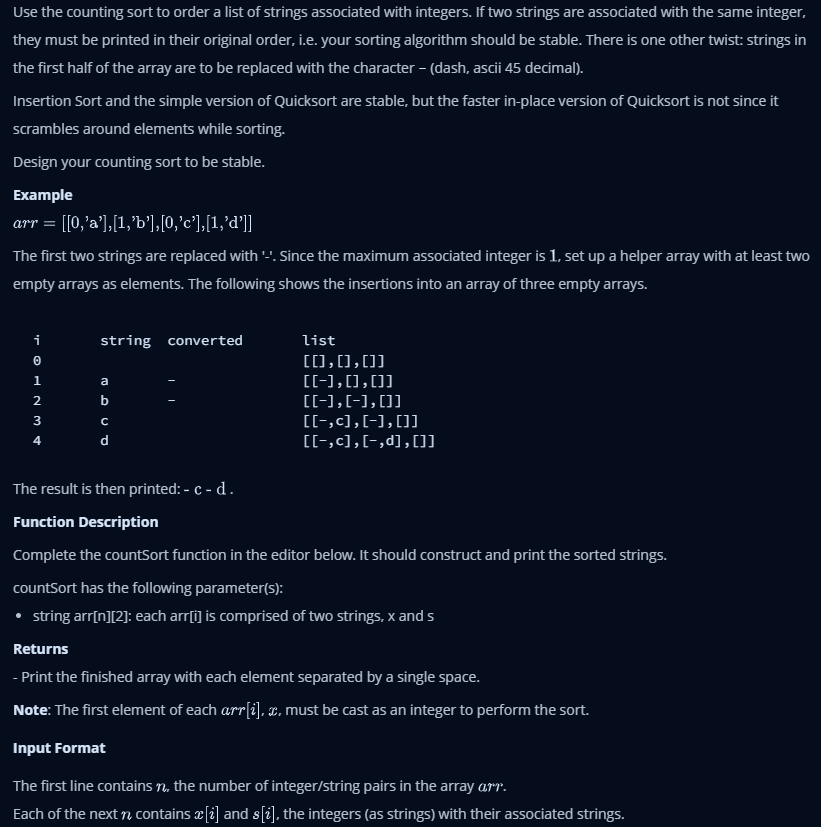 Use the counting sort to order a list of strings associated with integers. If two strings are associated with the same integer,
they must be printed in their original order, i.e. your sorting algorithm should be stable. There is one other twist: strings in
the first half of the array are to be replaced with the character – (dash, ascii 45 decimal).
Insertion Sort and the simple version of Quicksort are stable, but the faster in-place version of Quicksort is not since it
scrambles around elements while sorting.
Design your counting sort to be stable.
Example
arr = [[0,'a'],[1,'b'],[0,'c'],[1,'d']]
The first two strings are replaced with '-'. Since the maximum associated integer is 1, set up a helper array with at least two
empty arrays as elements. The following shows the insertions into an array of three empty arrays.
i string converted list
0 [[],[],[]]
1 a - [[-],[],[]]
2 b - [[-],[-],[]]
3 c [[-,c],[-],[]]
4 d [[-,c],[-,d],[]]
The result is then printed: - c - d .
Function Description
Complete the countSort function in the editor below. It should construct and print the sorted strings.
countSort has the following parameter(s):
• string arr[n][2]: each arr[i] is comprised of two strings, x and s
Returns
- Print the finished array with each element separated by a single space.
Note: The first element of each arr[i], x, must be cast as an integer to perform the sort.
Input Format
The first line contains n, the number of integer/string pairs in the array arr.
Each of the next n contains x[i] and s[i], the integers (as strings) with their associated strings.